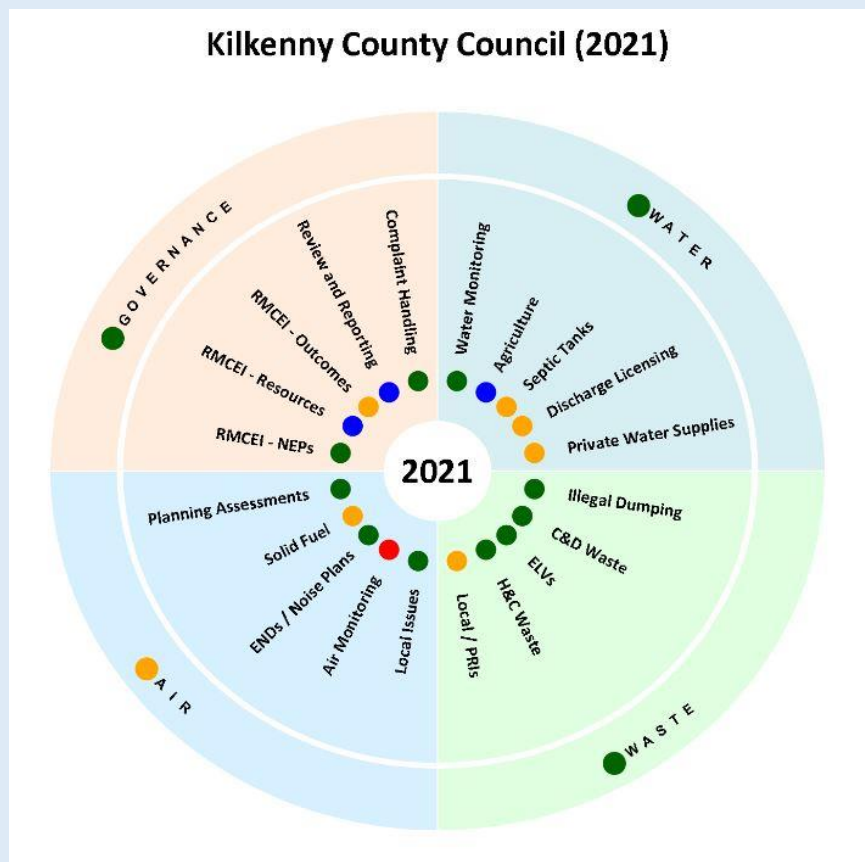 Kilkenny County Council (2021)
GOVERNANCE
Complaint Handling
Review and Reporting
RMCEI - Outcomes
RMCEI - Resources
RMCEI - NEPs
WATER
Water Monitoring
Agriculture
Septic Tanks
Discharge Licensing
Private Water Supplies
2021
Planning Assessments
Solid Fuel
ENDs / Noise Plans
Air Monitoring
Local Issues
AIR
Illegal Dumping
C&D Waste
ELVs
H&C Waste
Local / PRIs
WASTE